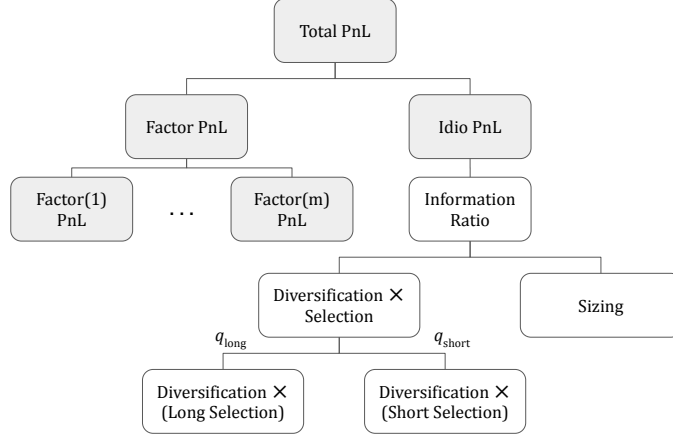 Total PnL
Factor PnL
Idio PnL
Factor(1)
PnL
...
Factor(m)
PnL
Information
Ratio
Diversification ×
Selection
Sizing
q_long
q_short
Diversification ×
(Long Selection)
Diversification ×
(Short Selection)